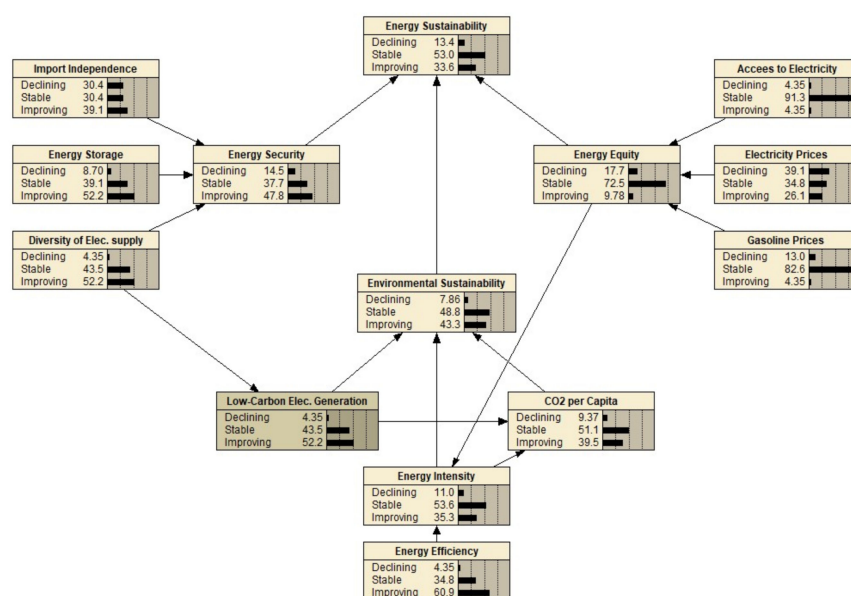 Energy Sustainability
Declining 13.4
Stable 53.0
Improving 33.6
Import Independence
Declining 30.4
Stable 30.4
Improving 39.1
Accees to Electricity
Declining 4.35
Stable 91.3
Improving 4.35
Energy Storage
Declining 8.70
Stable 39.1
Improving 52.2
Energy Security
Declining 14.5
Stable 37.7
Improving 47.8
Energy Equity
Declining 17.7
Stable 72.5
Improving 9.78
Electricity Prices
Declining 39.1
Stable 34.8
Improving 26.1
Diversity of Elec. supply
Declining 4.35
Stable 43.5
Improving 52.2
Gasoline Prices
Declining 13.0
Stable 82.6
Improving 4.35
Environmental Sustainability
Declining 7.86
Stable 48.8
Improving 43.3
Low-Carbon Elec. Generation
Declining 4.35
Stable 43.5
Improving 52.2
CO2 per Capita
Declining 9.37
Stable 51.1
Improving 39.5
Energy Intensity
Declining 11.0
Stable 53.6
Improving 35.3
Energy Efficiency
Declining 4.35
Stable 34.8
Improving 60.9